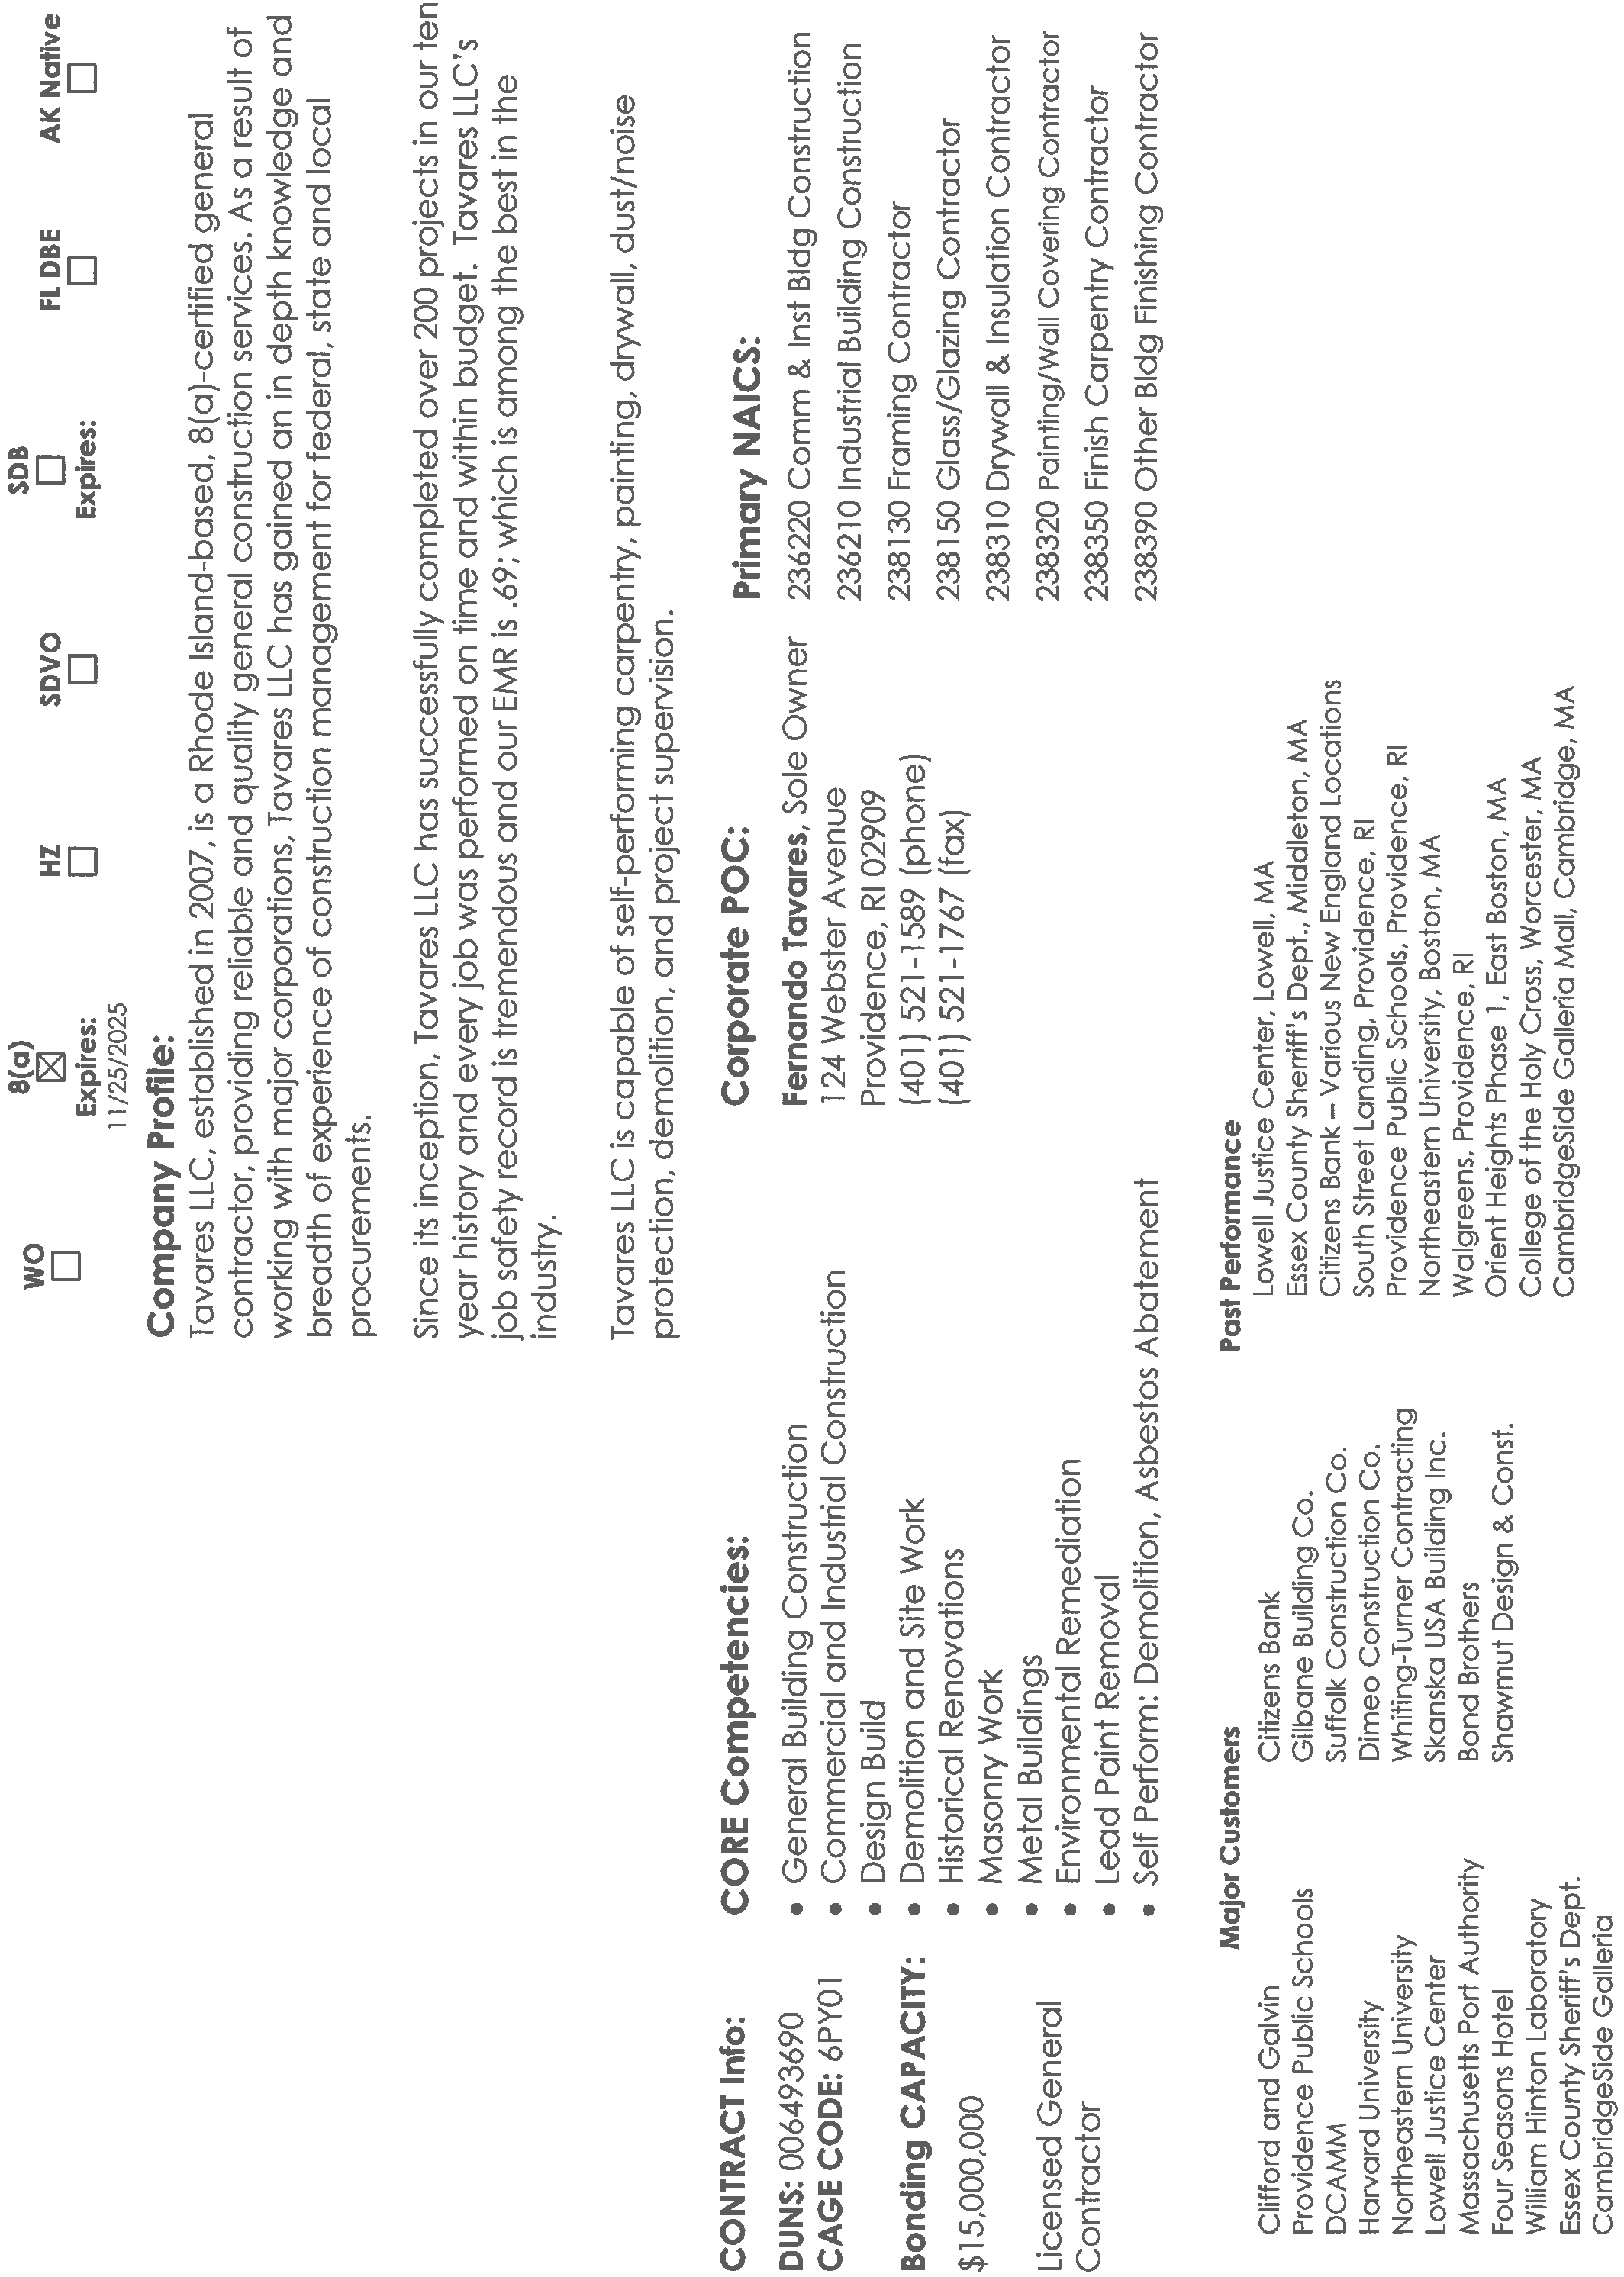 WO ☐
8(a) ☒
Expires:
11/25/2025
HZ ☐
SDVO ☐
SDB ☐
Expires:
FL DBE ☐
AK Native ☐
Company Profile:
Tavares LLC, established in 2007, is a Rhode Island-based, 8(a)-certified general
contractor, providing reliable and quality general construction services. As a result of
working with major corporations, Tavares LLC has gained an in depth knowledge and
breadth of experience of construction management for federal, state and local
procurements.
Since its inception, Tavares LLC has successfully completed over 200 projects in our ten
year history and every job was performed on time and within budget. Tavares LLC's
job safety record is tremendous and our EMR is .69; which is among the best in the
industry.
Tavares LLC is capable of self-performing carpentry, painting, drywall, dust/noise
protection, demolition, and project supervision.
CONTRACT Info:
DUNS: 006493690
CAGE CODE: 6PY01
Bonding CAPACITY:
$15,000,000
Licensed General
Contractor
CORE Competencies:
• General Building Construction
• Commercial and Industrial Construction
• Design Build
• Demolition and Site Work
• Historical Renovations
• Masonry Work
• Metal Buildings
• Environmental Remediation
• Lead Paint Removal
• Self Perform: Demolition, Asbestos Abatement
Corporate POC:
Fernando Tavares, Sole Owner
124 Webster Avenue
Providence, RI 02909
(401) 521-1589 (phone)
(401) 521-1767 (fax)
Primary NAICS:
236220 Comm & Inst Bldg Construction
236210 Industrial Building Construction
238130 Framing Contractor
238150 Glass/Glazing Contractor
238310 Drywall & Insulation Contractor
238320 Painting/Wall Covering Contractor
238350 Finish Carpentry Contractor
238390 Other Bldg Finishing Contractor
Major Customers
Clifford and Galvin
Providence Public Schools
DCAMM
Harvard University
Northeastern University
Lowell Justice Center
Massachusetts Port Authority
Four Seasons Hotel
William Hinton Laboratory
Essex County Sheriff's Dept.
CambridgeSide Galleria
Citizens Bank
Gilbane Building Co.
Suffolk Construction Co.
Dimeo Construction Co.
Whiting-Turner Contracting
Skanska USA Building Inc.
Bond Brothers
Shawmut Design & Const.
Past Performance
Lowell Justice Center, Lowell, MA
Essex County Sherriff's Dept., Middleton, MA
Citizens Bank – Various New England Locations
South Street Landing, Providence, RI
Providence Public Schools, Providence, RI
Northeastern University, Boston, MA
Walgreens, Providence, RI
Orient Heights Phase 1, East Boston, MA
College of the Holy Cross, Worcester, MA
CambridgeSide Galleria Mall, Cambridge, MA